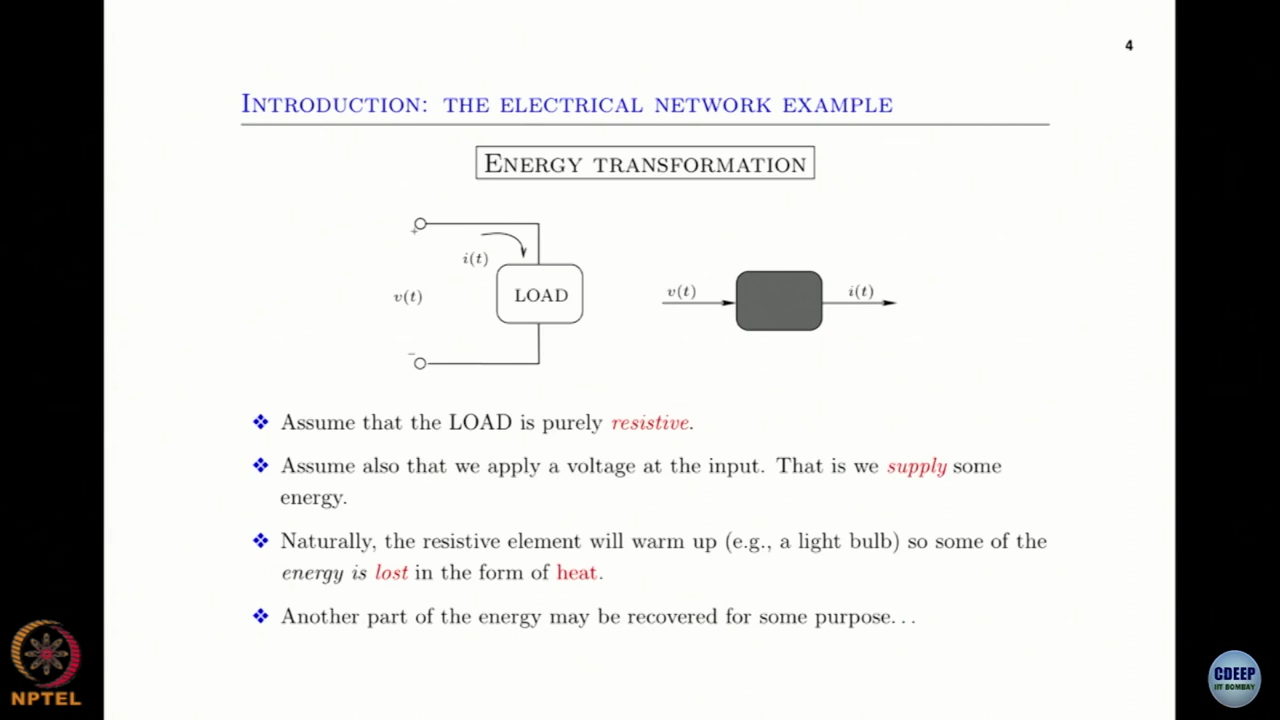 4
INTRODUCTION: THE ELECTRICAL NETWORK EXAMPLE
ENERGY TRANSFORMATION
+
i(t)
v(t)
LOAD
−
v(t)
i(t)
❖ Assume that the LOAD is purely resistive.
❖ Assume also that we apply a voltage at the input. That is we supply some
energy.
❖ Naturally, the resistive element will warm up (e.g., a light bulb) so some of the
energy is lost in the form of heat.
❖ Another part of the energy may be recovered for some purpose...
NPTEL
CDEEP
IIT BOMBAY